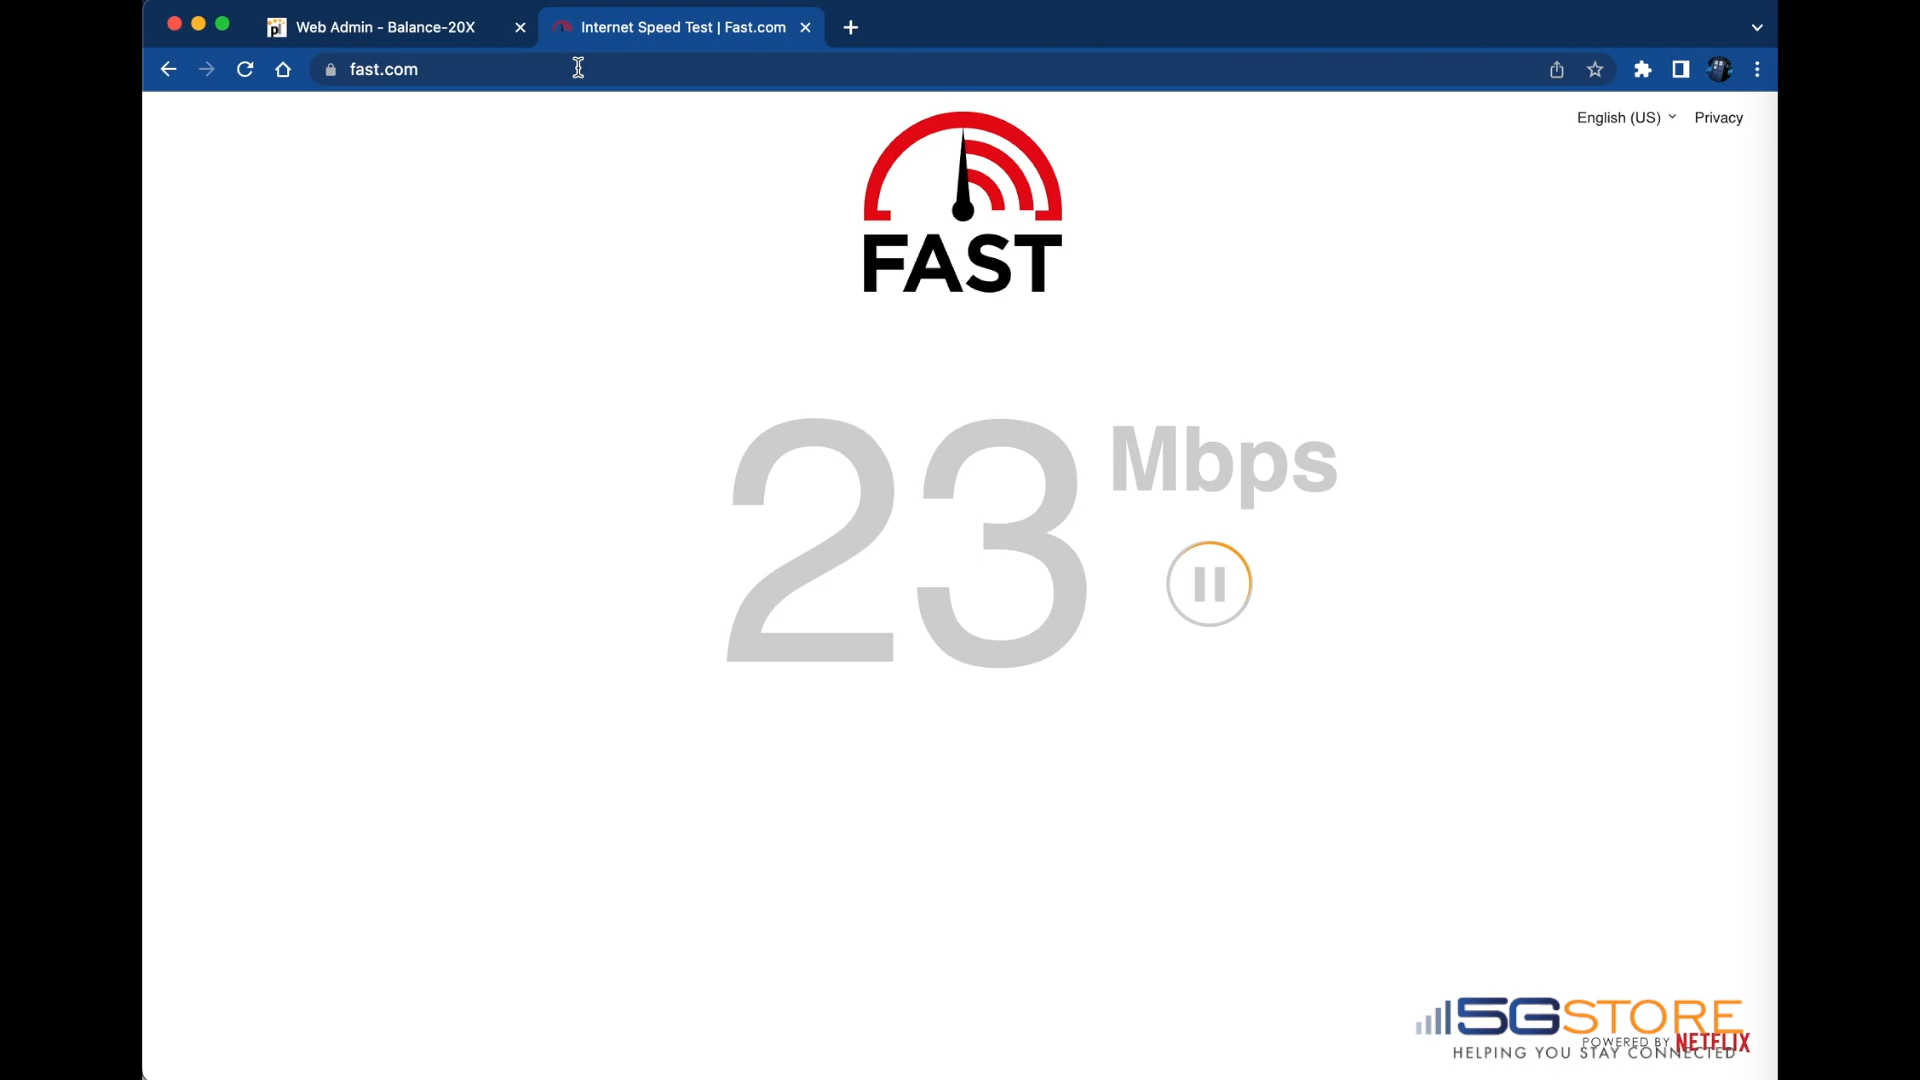 Web Admin - Balance-20X
Internet Speed Test | Fast.com
fast.com
English (US)
Privacy
FAST
23 Mbps
5GSTORE
POWERED BY NETFLIX
HELPING YOU STAY CONNECTED